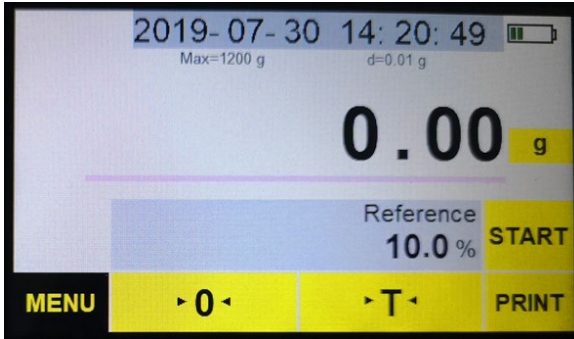 2019-07-30 14:20:49
Max=1200 g d=0.01 g
0.00 g
Reference
10.0 % START
MENU ►0◄ ►T◄ PRINT